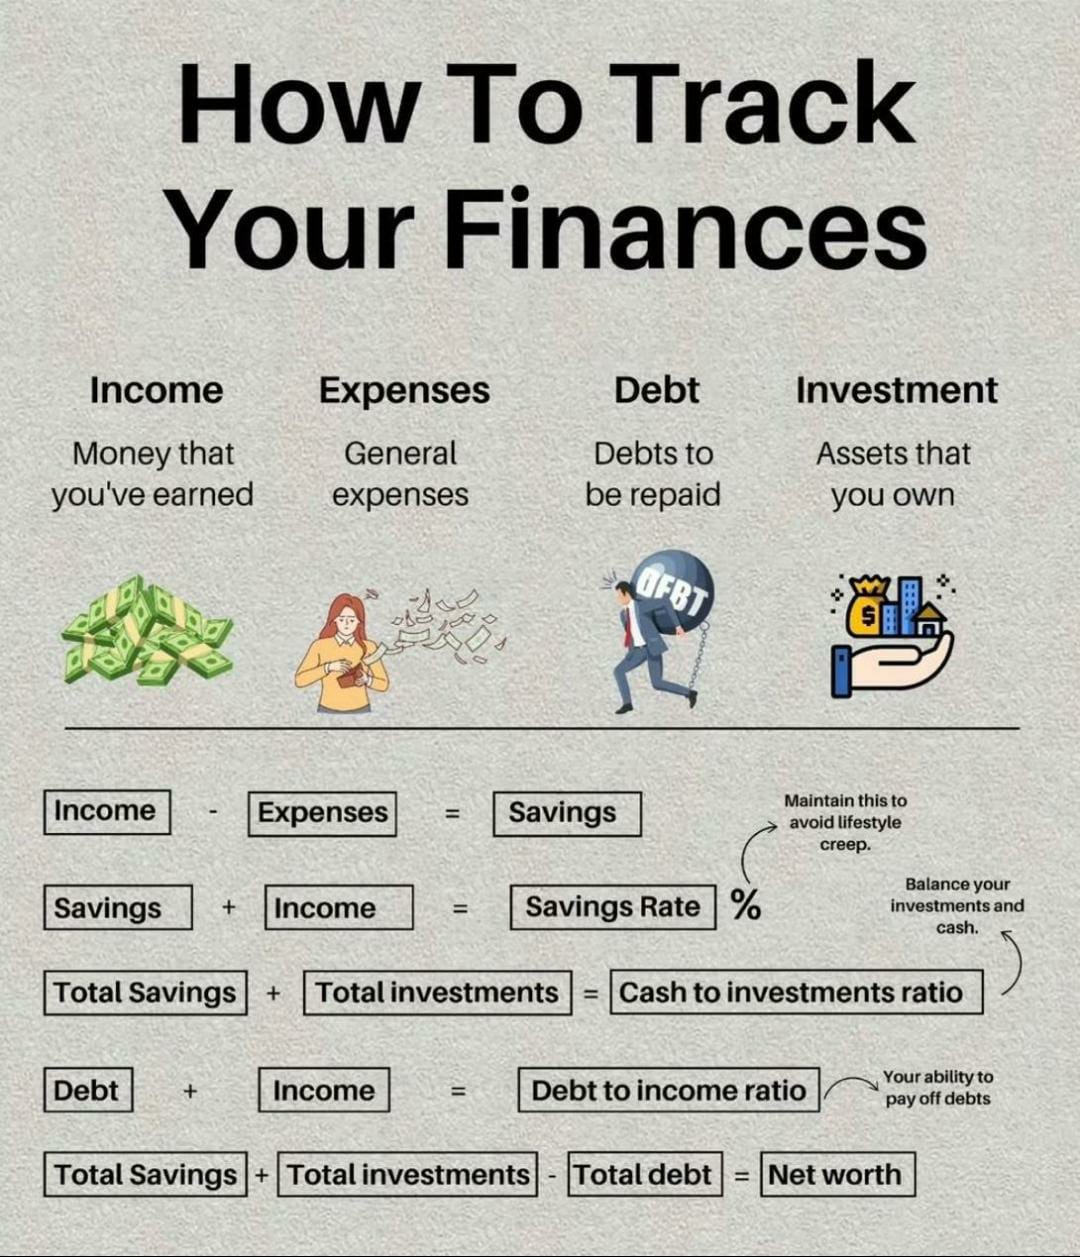 How To Track
Your Finances
Income
Expenses
Debt
Investment
Money that
you've earned
General
expenses
Debts to
be repaid
Assets that
you own
DEBT
$
Income - Expenses = Savings
Maintain this to
avoid lifestyle
creep.
Savings + Income = Savings Rate %
Balance your
investments and
cash.
Total Savings + Total investments = Cash to investments ratio
Debt + Income = Debt to income ratio
Your ability to
pay off debts
Total Savings + Total investments - Total debt = Net worth